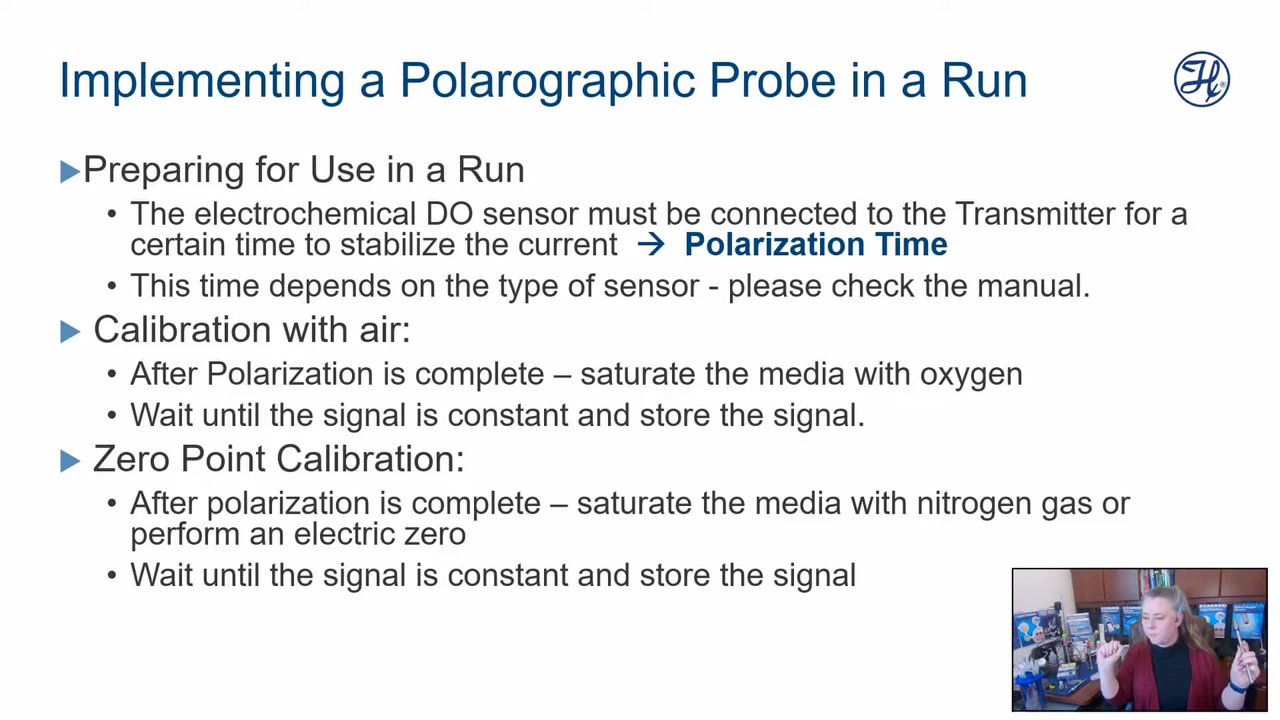 Implementing a Polarographic Probe in a Run
Preparing for Use in a Run
• The electrochemical DO sensor must be connected to the Transmitter for a
certain time to stabilize the current → Polarization Time
• This time depends on the type of sensor - please check the manual.
Calibration with air:
• After Polarization is complete – saturate the media with oxygen
• Wait until the signal is constant and store the signal.
Zero Point Calibration:
• After polarization is complete – saturate the media with nitrogen gas or
perform an electric zero
• Wait until the signal is constant and store the signal